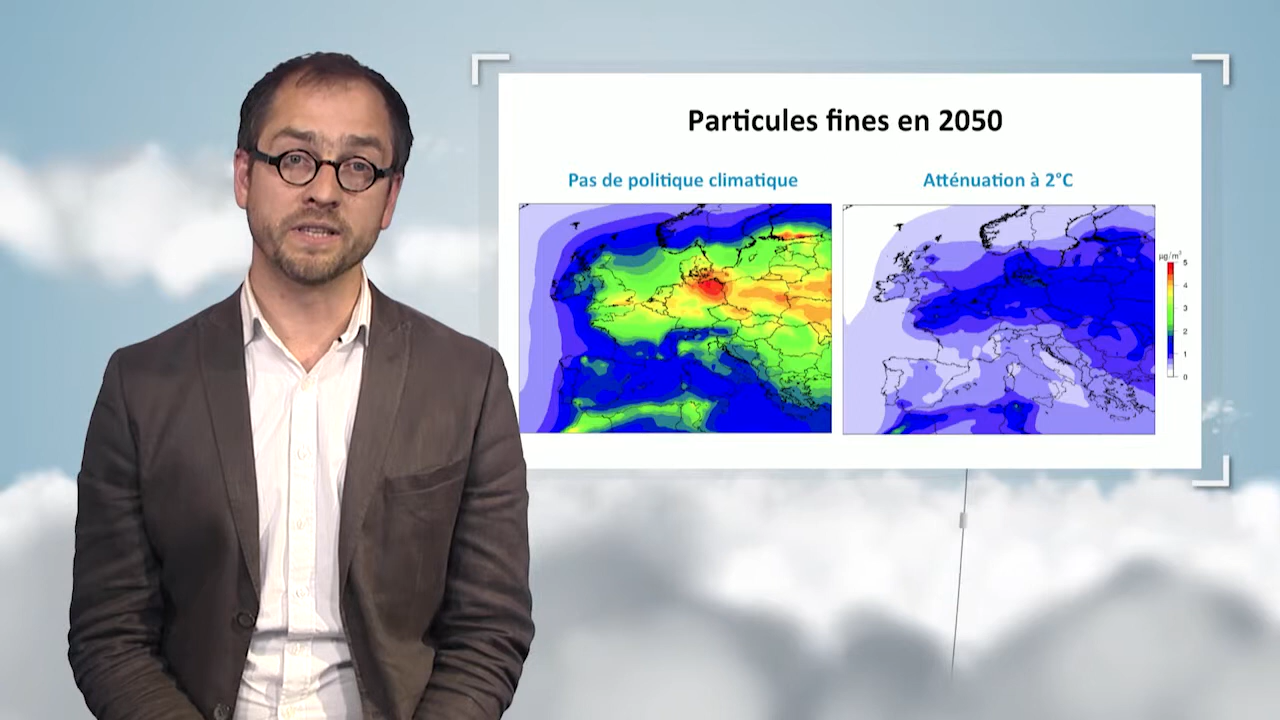 Particules fines en 2050
Pas de politique climatique
Atténuation à 2°C
µg/m³
5
4
3
2
1
0